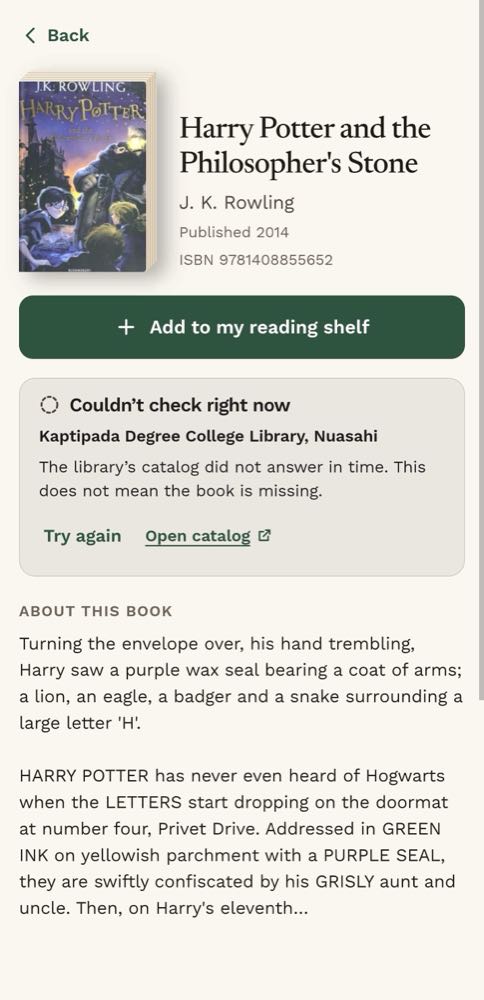 Back
J.K. ROWLING
HARRY POTTER
and the
Harry Potter and the
Philosopher's Stone
J. K. Rowling
Published 2014
ISBN 9781408855652
+ Add to my reading shelf
Couldn’t check right now
Kaptipada Degree College Library, Nuasahi
The library’s catalog did not answer in time. This
does not mean the book is missing.
Try again Open catalog
ABOUT THIS BOOK
Turning the envelope over, his hand trembling,
Harry saw a purple wax seal bearing a coat of arms;
a lion, an eagle, a badger and a snake surrounding a
large letter 'H'.
HARRY POTTER has never even heard of Hogwarts
when the LETTERS start dropping on the doormat
at number four, Privet Drive. Addressed in GREEN
INK on yellowish parchment with a PURPLE SEAL,
they are swiftly confiscated by his GRISLY aunt and
uncle. Then, on Harry's eleventh...